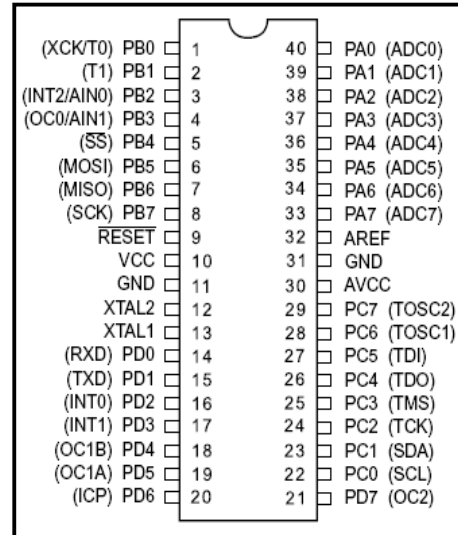 (XCK/T0) PB0 1 40 PA0 (ADC0)
(T1) PB1 2 39 PA1 (ADC1)
(INT2/AIN0) PB2 3 38 PA2 (ADC2)
(OC0/AIN1) PB3 4 37 PA3 (ADC3)
(S̅S̅) PB4 5 36 PA4 (ADC4)
(MOSI) PB5 6 35 PA5 (ADC5)
(MISO) PB6 7 34 PA6 (ADC6)
(SCK) PB7 8 33 PA7 (ADC7)
R̅E̅S̅E̅T̅ 9 32 AREF
VCC 10 31 GND
GND 11 30 AVCC
XTAL2 12 29 PC7 (TOSC2)
XTAL1 13 28 PC6 (TOSC1)
(RXD) PD0 14 27 PC5 (TDI)
(TXD) PD1 15 26 PC4 (TDO)
(INT0) PD2 16 25 PC3 (TMS)
(INT1) PD3 17 24 PC2 (TCK)
(OC1B) PD4 18 23 PC1 (SDA)
(OC1A) PD5 19 22 PC0 (SCL)
(ICP) PD6 20 21 PD7 (OC2)